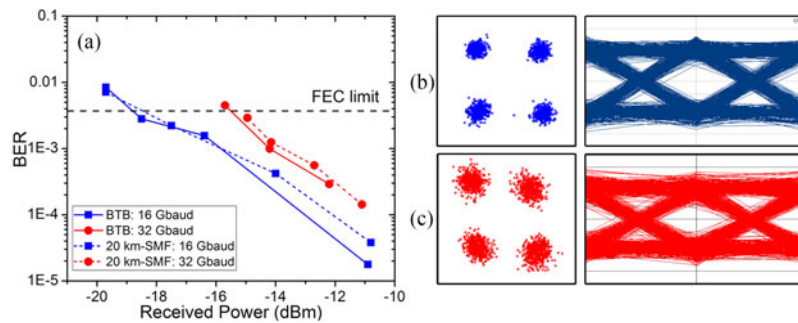 (a)
0.1
0.01
1E-3
1E-4
1E-5
BER
FEC limit
BTB: 16 Gbaud
BTB: 32 Gbaud
20 km-SMF: 16 Gbaud
20 km-SMF: 32 Gbaud
-20 -18 -16 -14 -12 -10
Received Power (dBm)
(b)
(c)